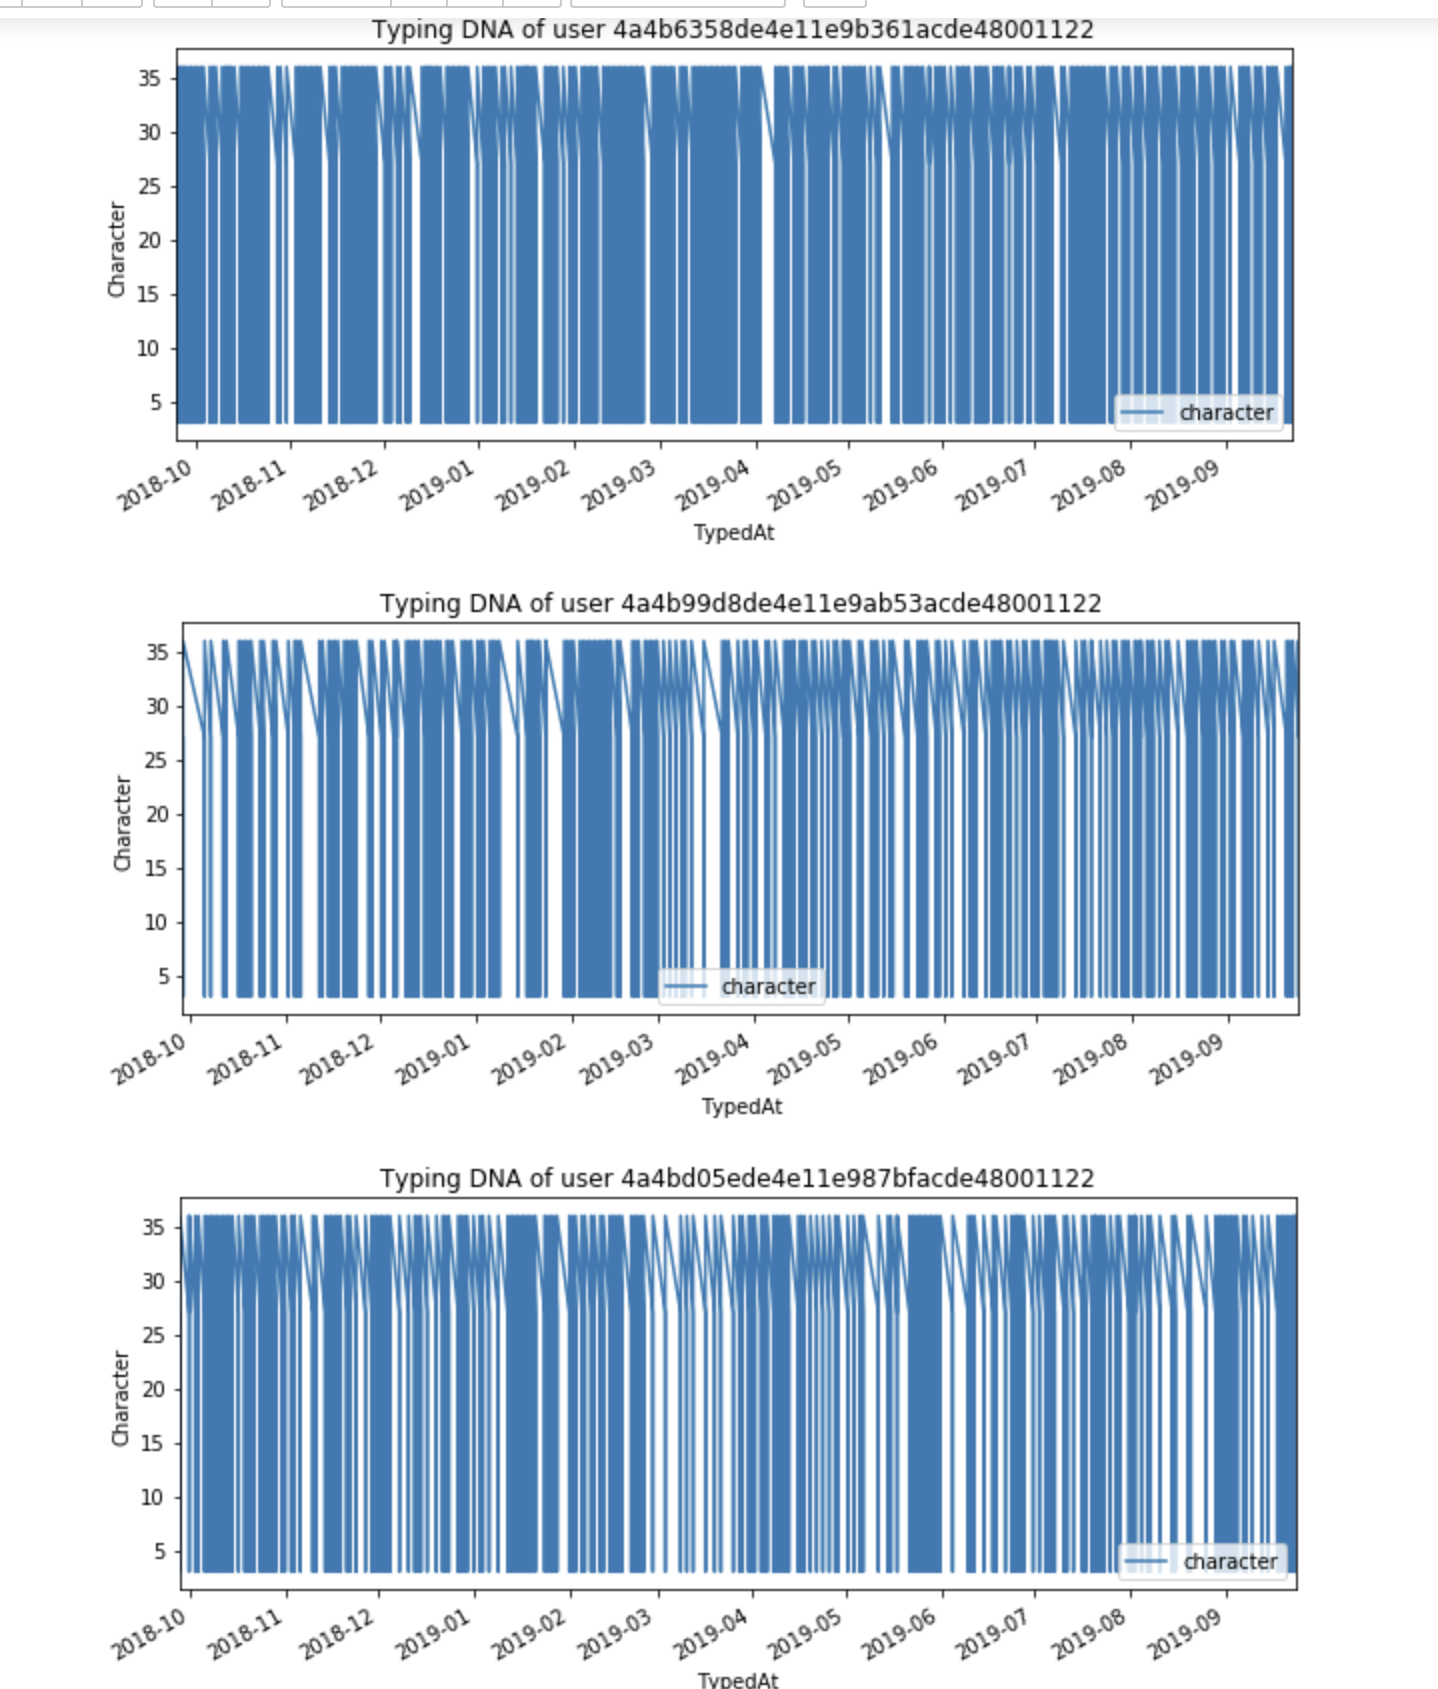 Typing DNA of user 4a4b6358de4e11e9b361acde48001122
35
30
25
20
15
10
5
Character
character
2018-10 2018-11 2018-12 2019-01 2019-02 2019-03 2019-04 2019-05 2019-06 2019-07 2019-08 2019-09
TypedAt
Typing DNA of user 4a4b99d8de4e11e9ab53acde48001122
35
30
25
20
15
10
5
Character
character
2018-10 2018-11 2018-12 2019-01 2019-02 2019-03 2019-04 2019-05 2019-06 2019-07 2019-08 2019-09
TypedAt
Typing DNA of user 4a4bd05ede4e11e987bfacde48001122
35
30
25
20
15
10
5
Character
character
2018-10 2018-11 2018-12 2019-01 2019-02 2019-03 2019-04 2019-05 2019-06 2019-07 2019-08 2019-09
TypedAt